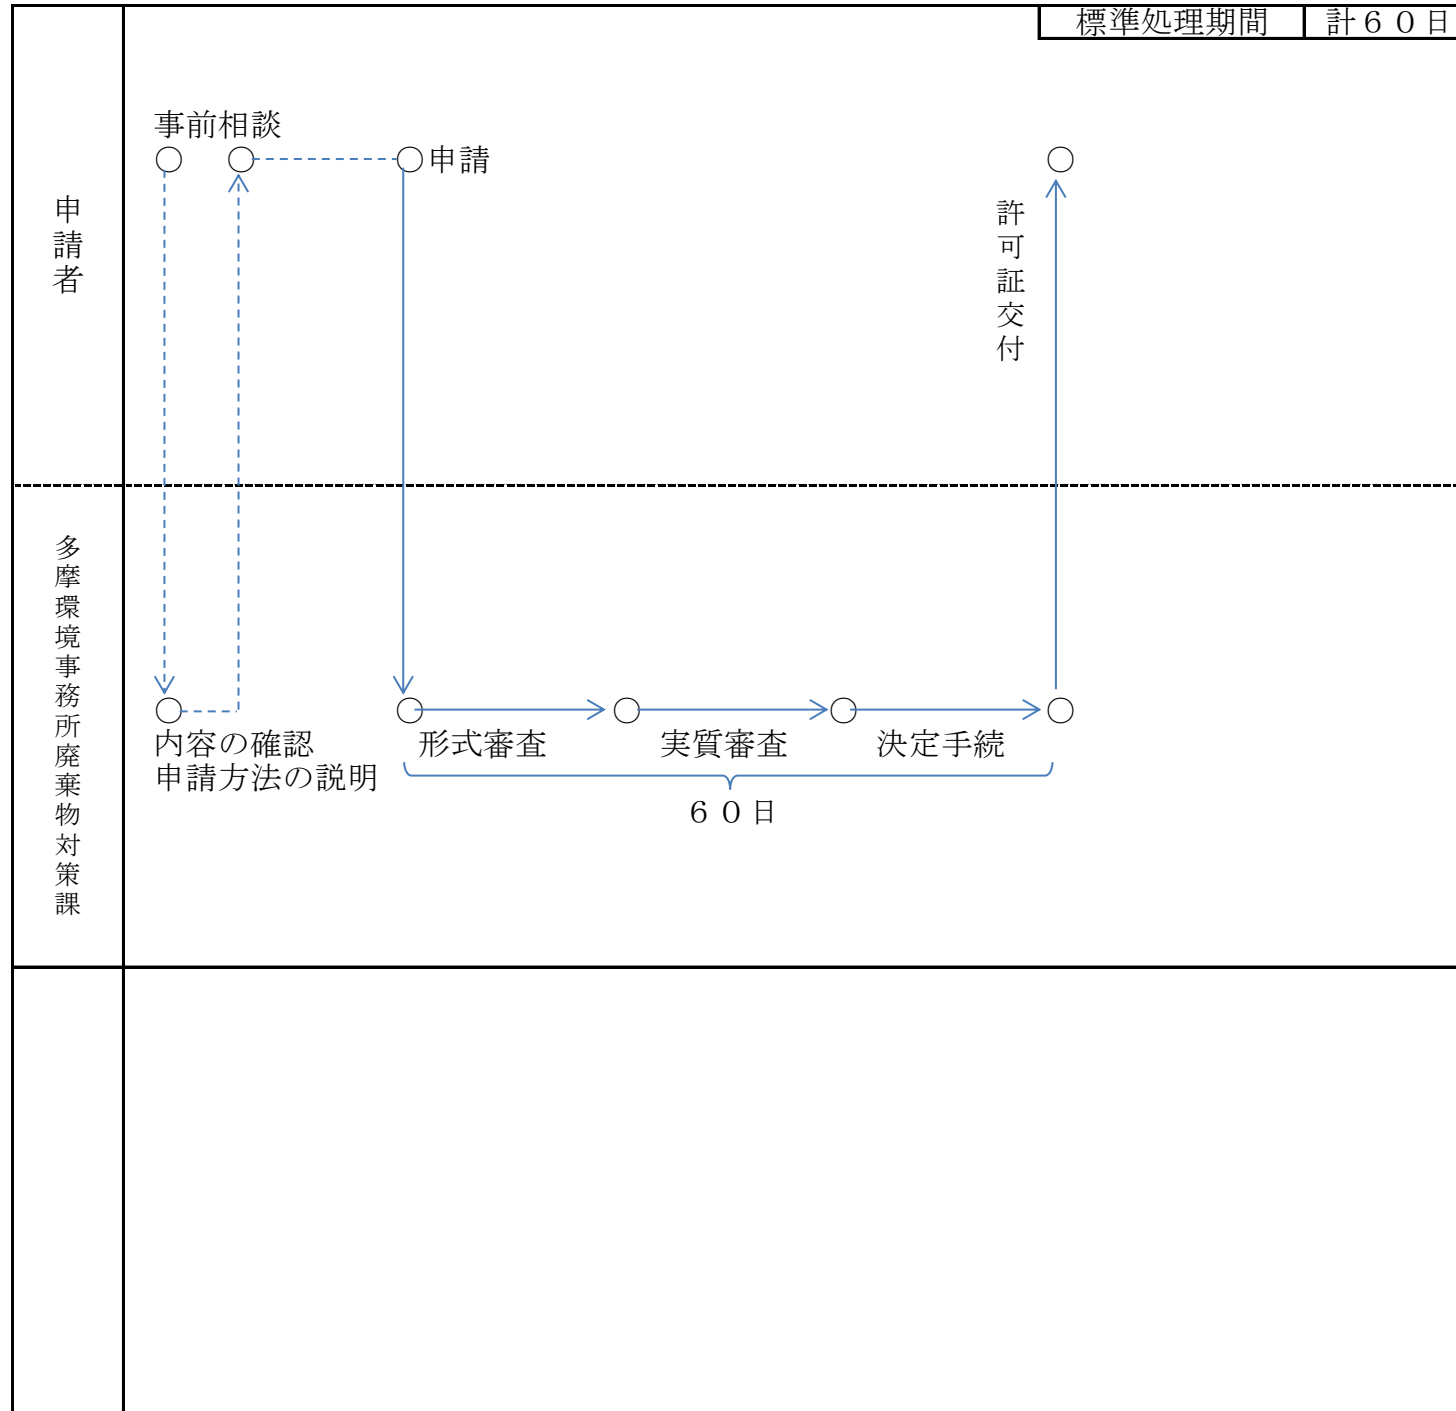 標準処理期間
計６０日
申請者
事前相談
申請
許可証交付
多摩環境事務所廃棄物対策課
内容の確認
申請方法の説明
形式審査
実質審査
決定手続
６０日